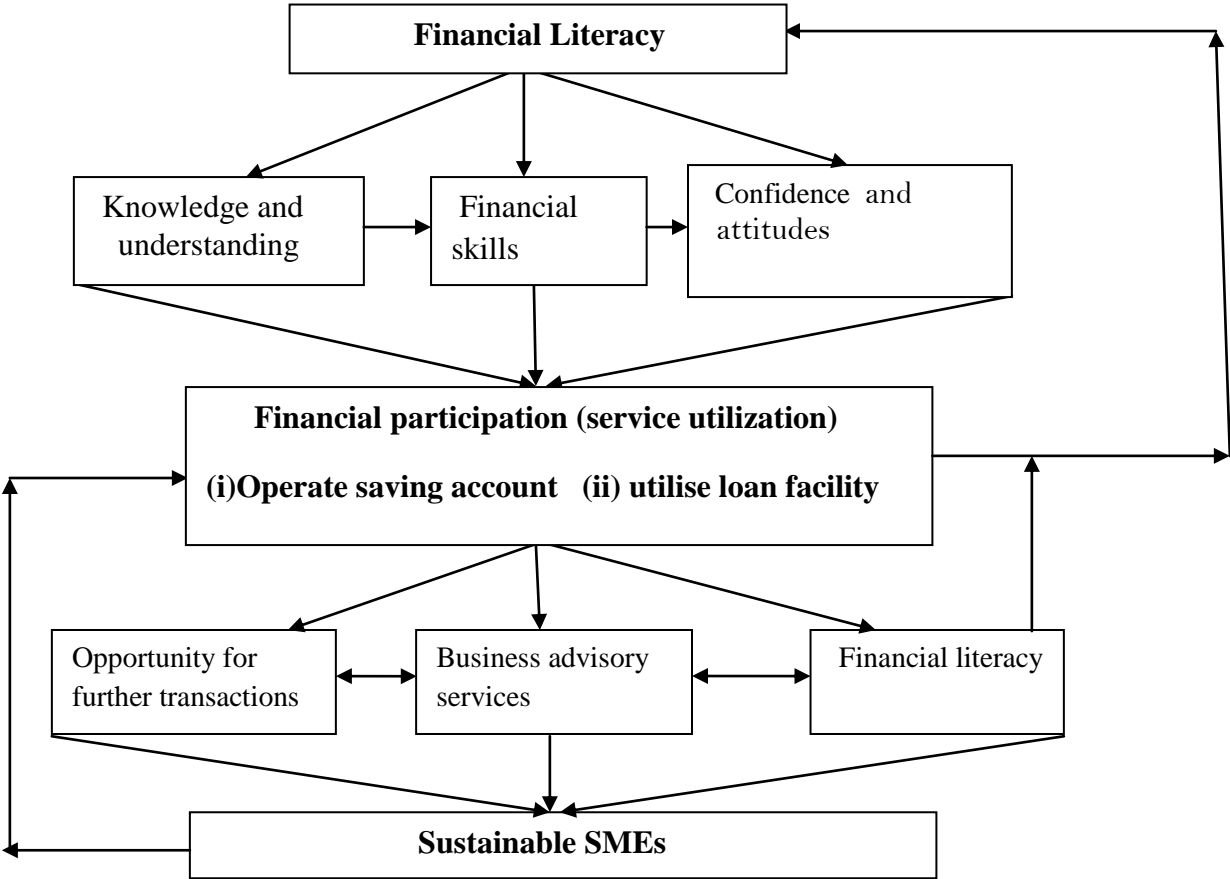 Financial Literacy
Knowledge and
understanding
Financial
skills
Confidence and
attitudes
Financial participation (service utilization)
(i)Operate saving account (ii) utilise loan facility
Opportunity for
further transactions
Business advisory
services
Financial literacy
Sustainable SMEs